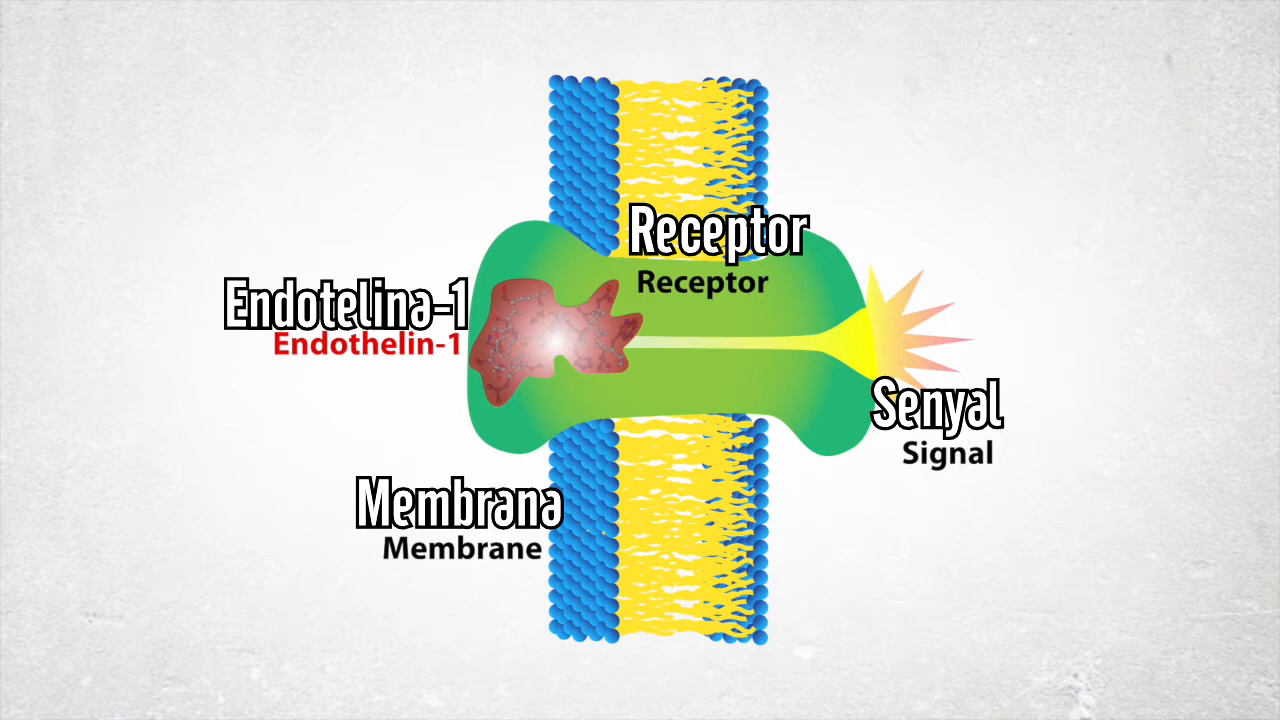 Receptor
Receptor
Endotelina-1
Endothelin-1
Senyal
Signal
Membrana
Membrane